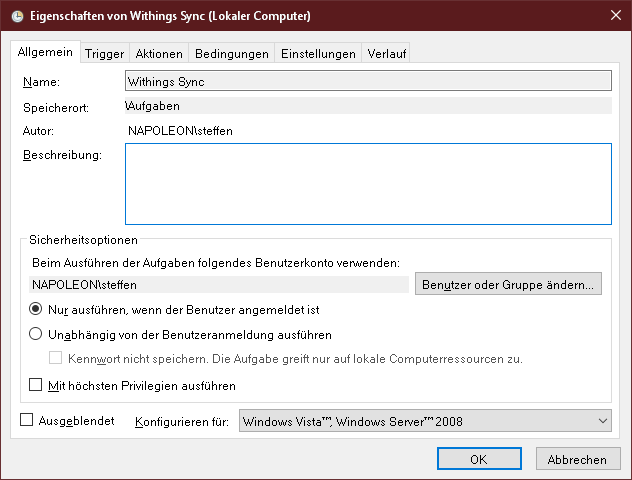 Eigenschaften von Withings Sync (Lokaler Computer)
Allgemein Trigger Aktionen Bedingungen Einstellungen Verlauf
Name: Withings Sync
Speicherort: \Aufgaben
Autor: NAPOLEON\steffen
Beschreibung:
Sicherheitsoptionen
Beim Ausführen der Aufgaben folgendes Benutzerkonto verwenden:
NAPOLEON\steffen Benutzer oder Gruppe ändern...
Nur ausführen, wenn der Benutzer angemeldet ist
Unabhängig von der Benutzeranmeldung ausführen
Kennwort nicht speichern. Die Aufgabe greift nur auf lokale Computerressourcen zu.
Mit höchsten Privilegien ausführen
Ausgeblendet Konfigurieren für: Windows Vista™, Windows Server™ 2008
OK Abbrechen